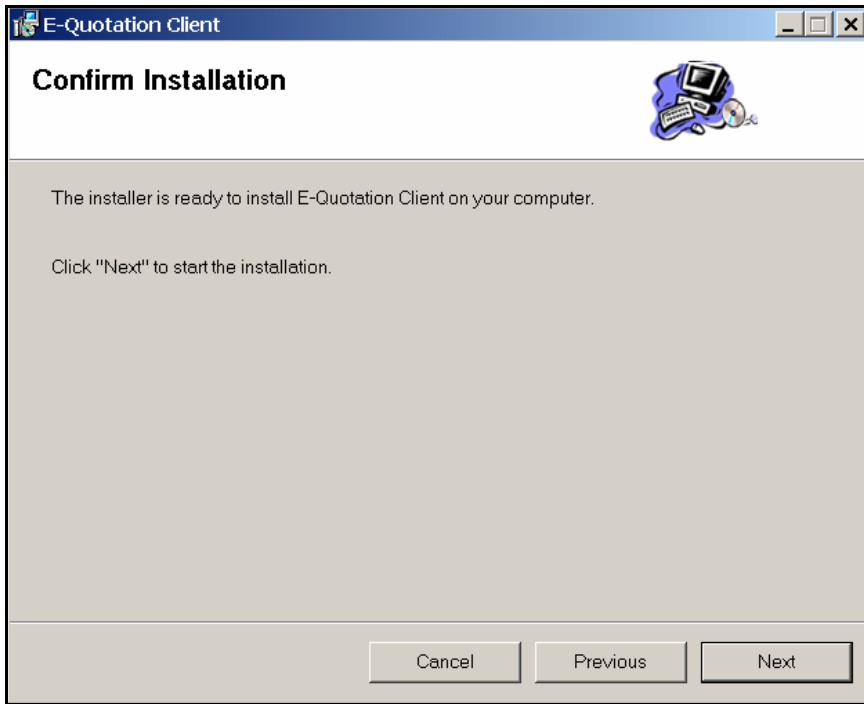 E-Quotation Client
Confirm Installation
The installer is ready to install E-Quotation Client on your computer.
Click "Next" to start the installation.
Cancel
Previous
Next